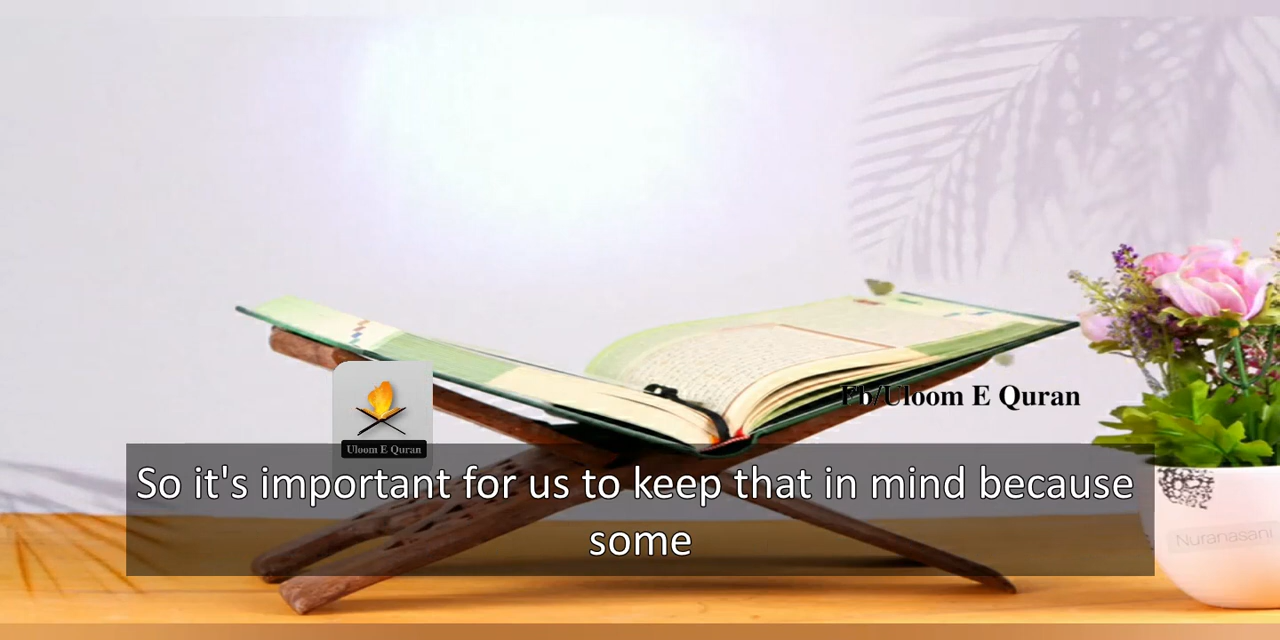 Fb/Uloom E Quran
Uloom E Quran
So it's important for us to keep that in mind because
some
Nuranasani